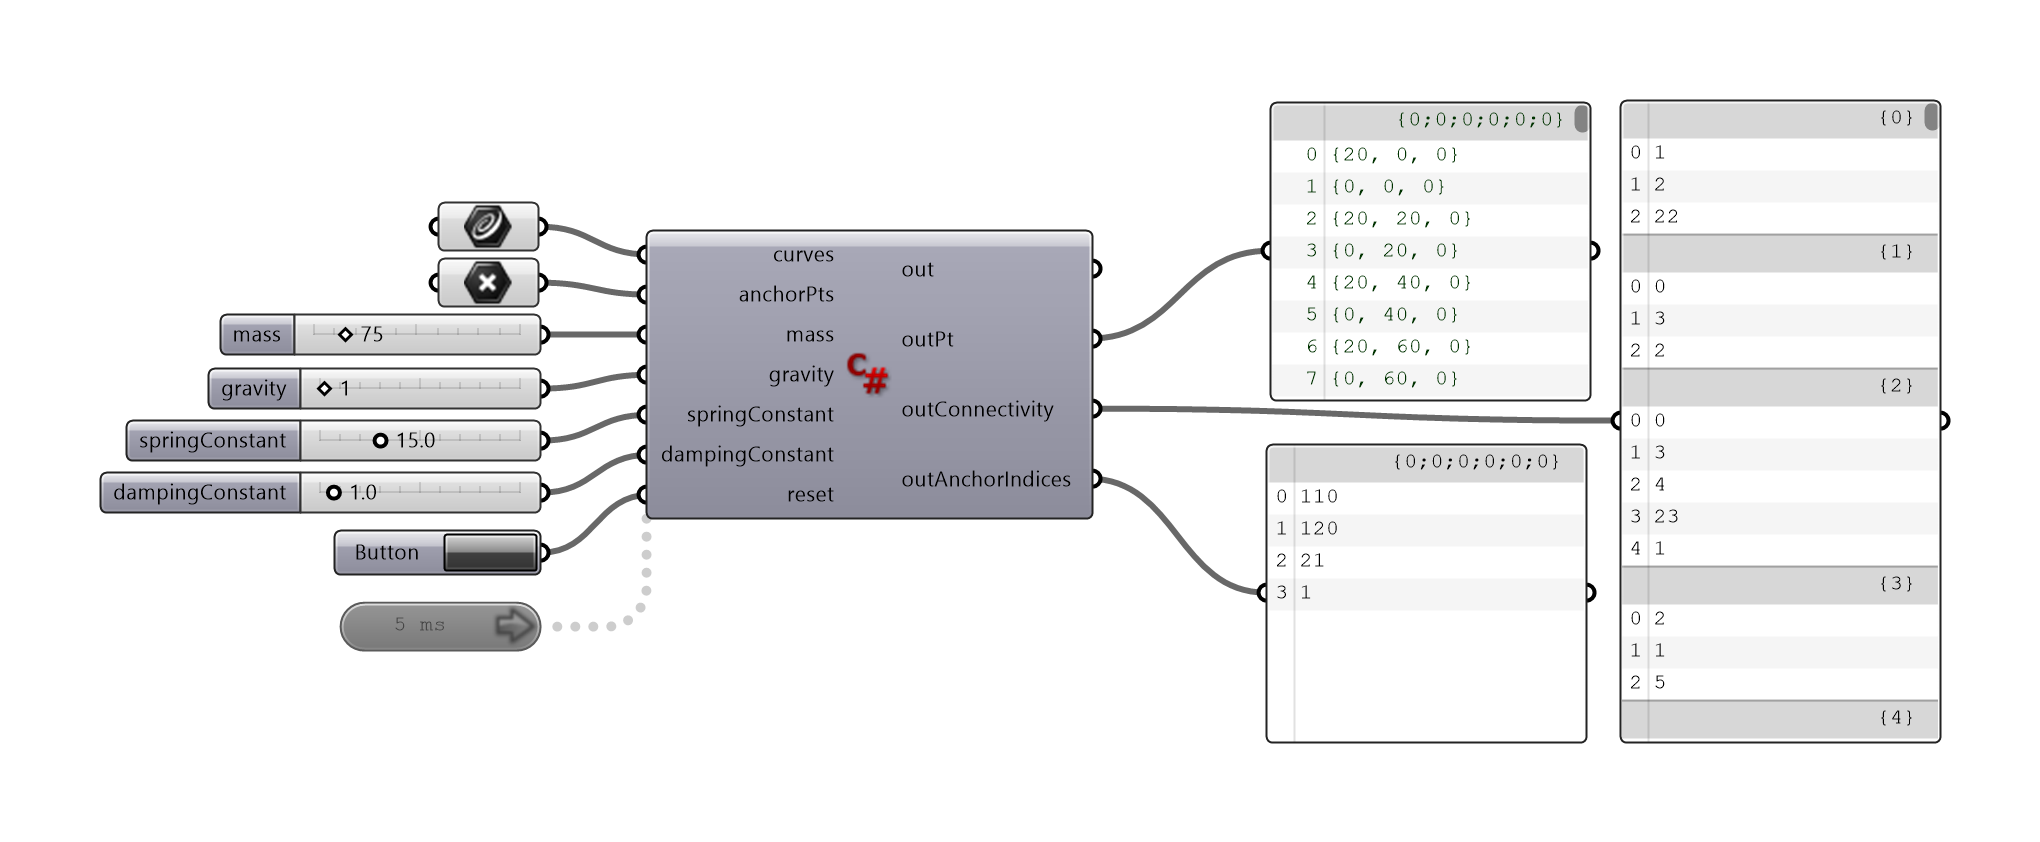 curves
anchorPts
mass
gravity
springConstant
dampingConstant
reset
C#
out
outPt
outConnectivity
outAnchorIndices
mass 75
gravity 1
springConstant 15.0
dampingConstant 1.0
Button
5 ms
{0;0;0;0;0;0}
0 {20, 0, 0}
1 {0, 0, 0}
2 {20, 20, 0}
3 {0, 20, 0}
4 {20, 40, 0}
5 {0, 40, 0}
6 {20, 60, 0}
7 {0, 60, 0}
{0;0;0;0;0;0}
0 110
1 120
2 21
3 1
{0}
0 1
1 2
2 22
{1}
0 0
1 3
2 2
{2}
0 0
1 3
2 4
3 23
4 1
{3}
0 2
1 1
2 5
{4}